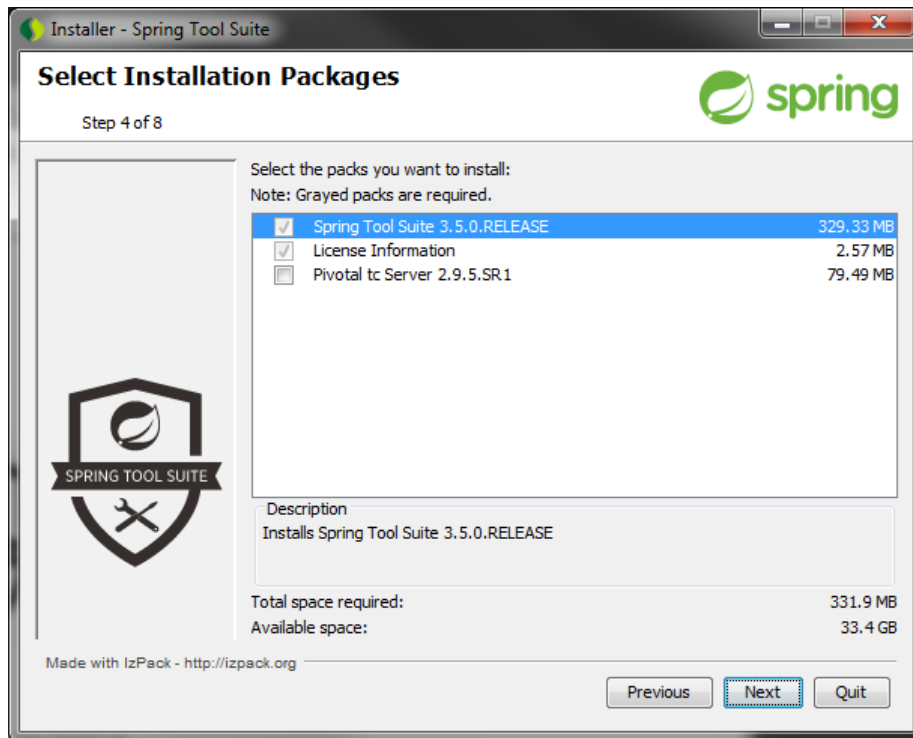 Installer - Spring Tool Suite
Select Installation Packages
Step 4 of 8
spring
Select the packs you want to install:
Note: Grayed packs are required.
Spring Tool Suite 3.5.0.RELEASE 329.33 MB
License Information 2.57 MB
Pivotal tc Server 2.9.5.SR1 79.49 MB
SPRING TOOL SUITE
Description
Installs Spring Tool Suite 3.5.0.RELEASE
Total space required: 331.9 MB
Available space: 33.4 GB
Made with IzPack - http://izpack.org
Previous Next Quit